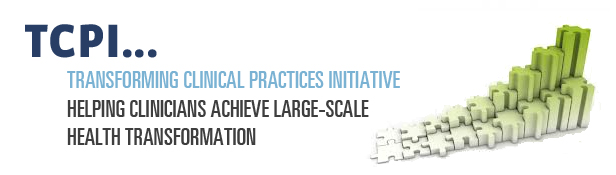 TCPI...
TRANSFORMING CLINICAL PRACTICES INITIATIVE
HELPING CLINICIANS ACHIEVE LARGE-SCALE
HEALTH TRANSFORMATION